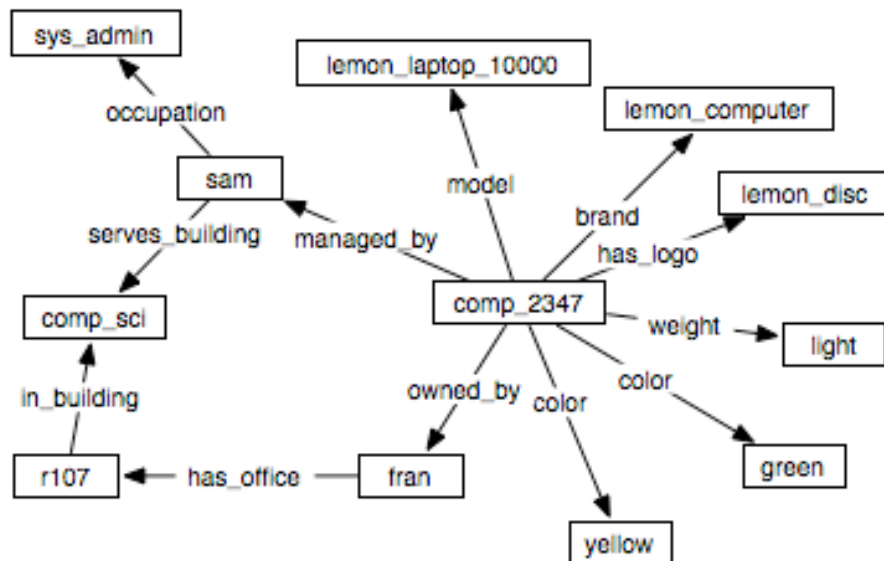 sys_admin
lemon_laptop_10000
lemon_computer
occupation
sam
model
lemon_disc
brand
serves_building
managed_by
has_logo
comp_2347
comp_sci
weight
light
color
owned_by
color
in_building
green
r107
has_office
fran
yellow